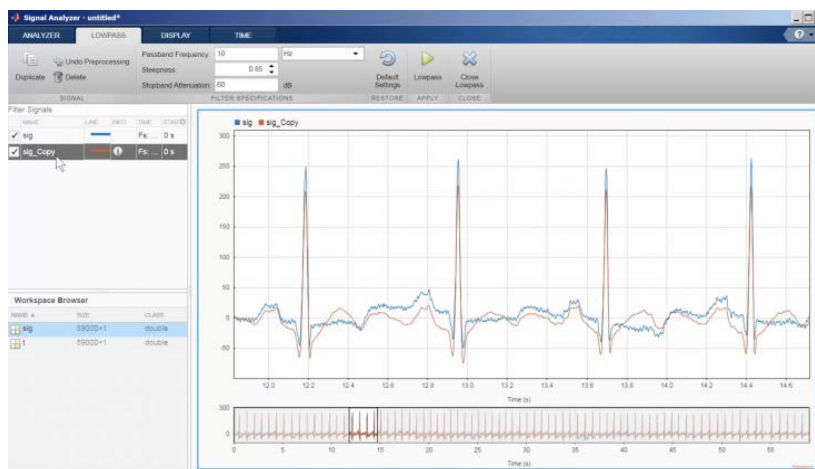 Signal Analyzer - untitled*
ANALYZER LOWPASS DISPLAY TIME
Duplicate
Undo Preprocessing
Delete
SIGNAL
Passband Frequency: 10 Hz
Steepness: 0.85
Stopband Attenuation: 60 dB
FILTER SPECIFICATIONS
Default Settings
RESTORE
Lowpass
APPLY
Close Lowpass
CLOSE
Filter Signals
NAME LINE INFO TIME START
sig Fs: ... 0 s
sig_Copy Fs: ... 0 s
Workspace Browser
NAME SIZE CLASS
sig 59000×1 double
t 59000×1 double
sig sig_Copy
300
250
200
150
100
50
0
-50
12.0 12.2 12.4 12.6 12.8 13.0 13.2 13.4 13.6 13.8 14.0 14.2 14.4 14.6
Time (s)
300
0
0 5 10 15 20 25 30 35 40 45 50 55
Time (s)